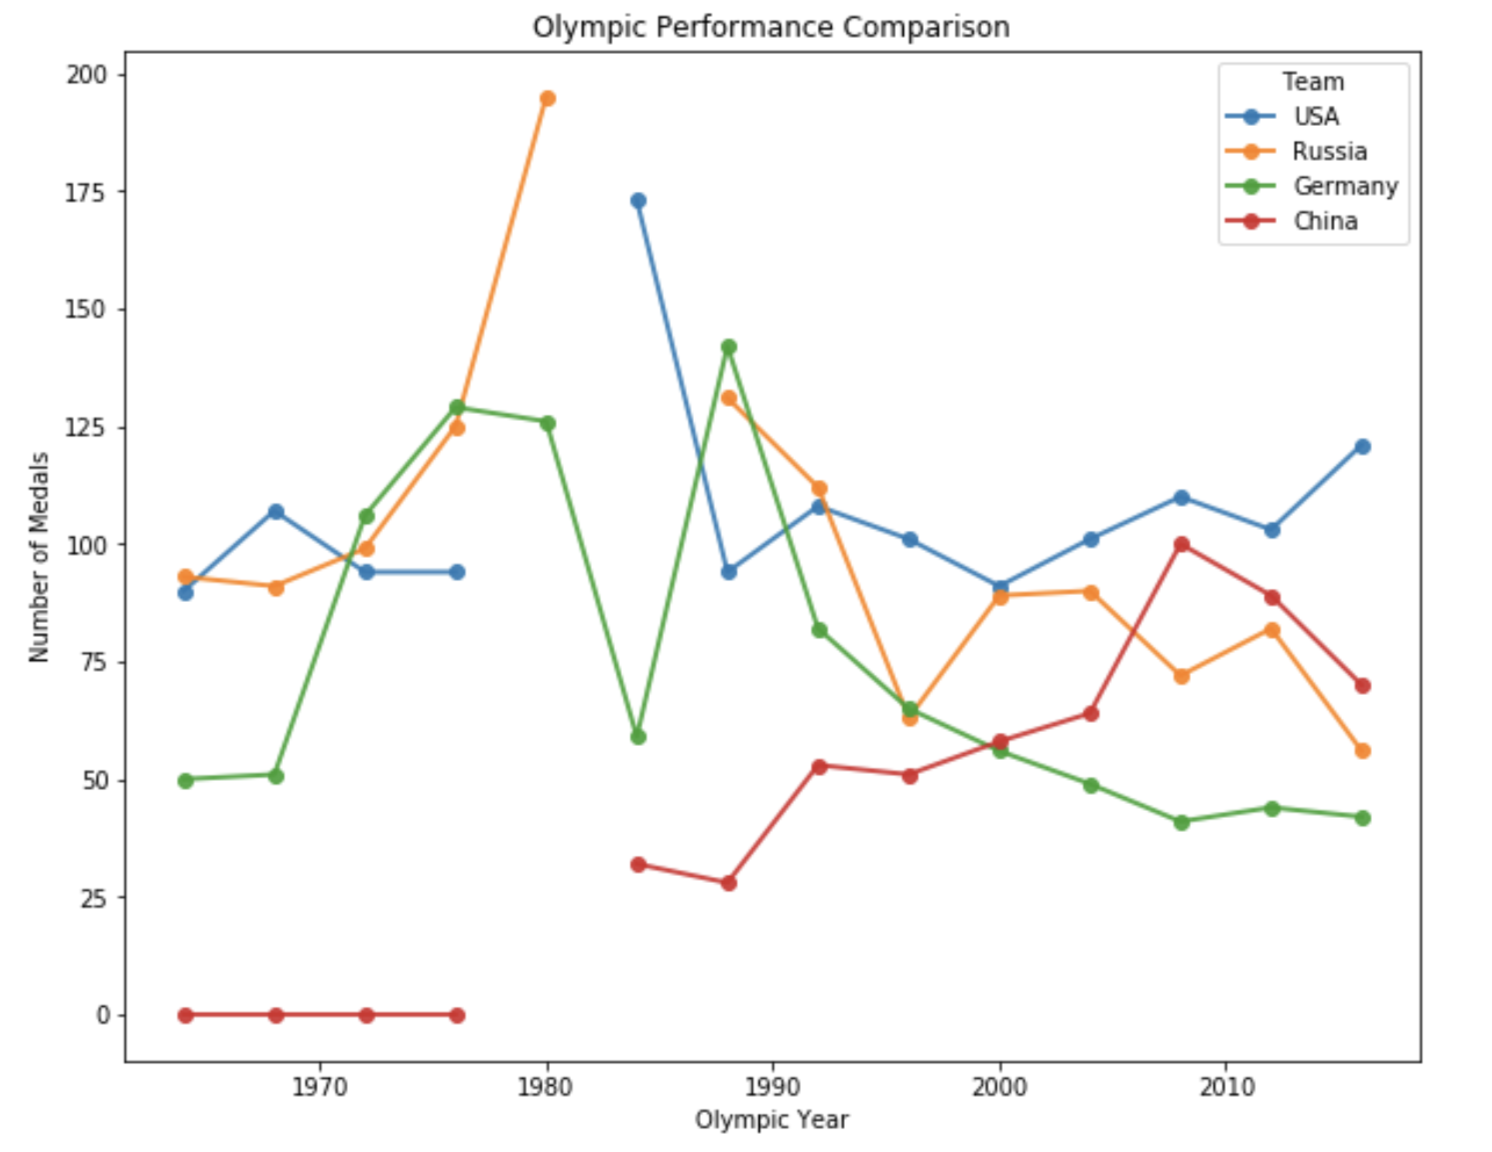 Olympic Performance Comparison
Team
USA
Russia
Germany
China
Number of Medals
200
175
150
125
100
75
50
25
0
1970 1980 1990 2000 2010
Olympic Year